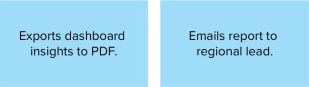 Exports dashboard
insights to PDF.
Emails report to
regional lead.